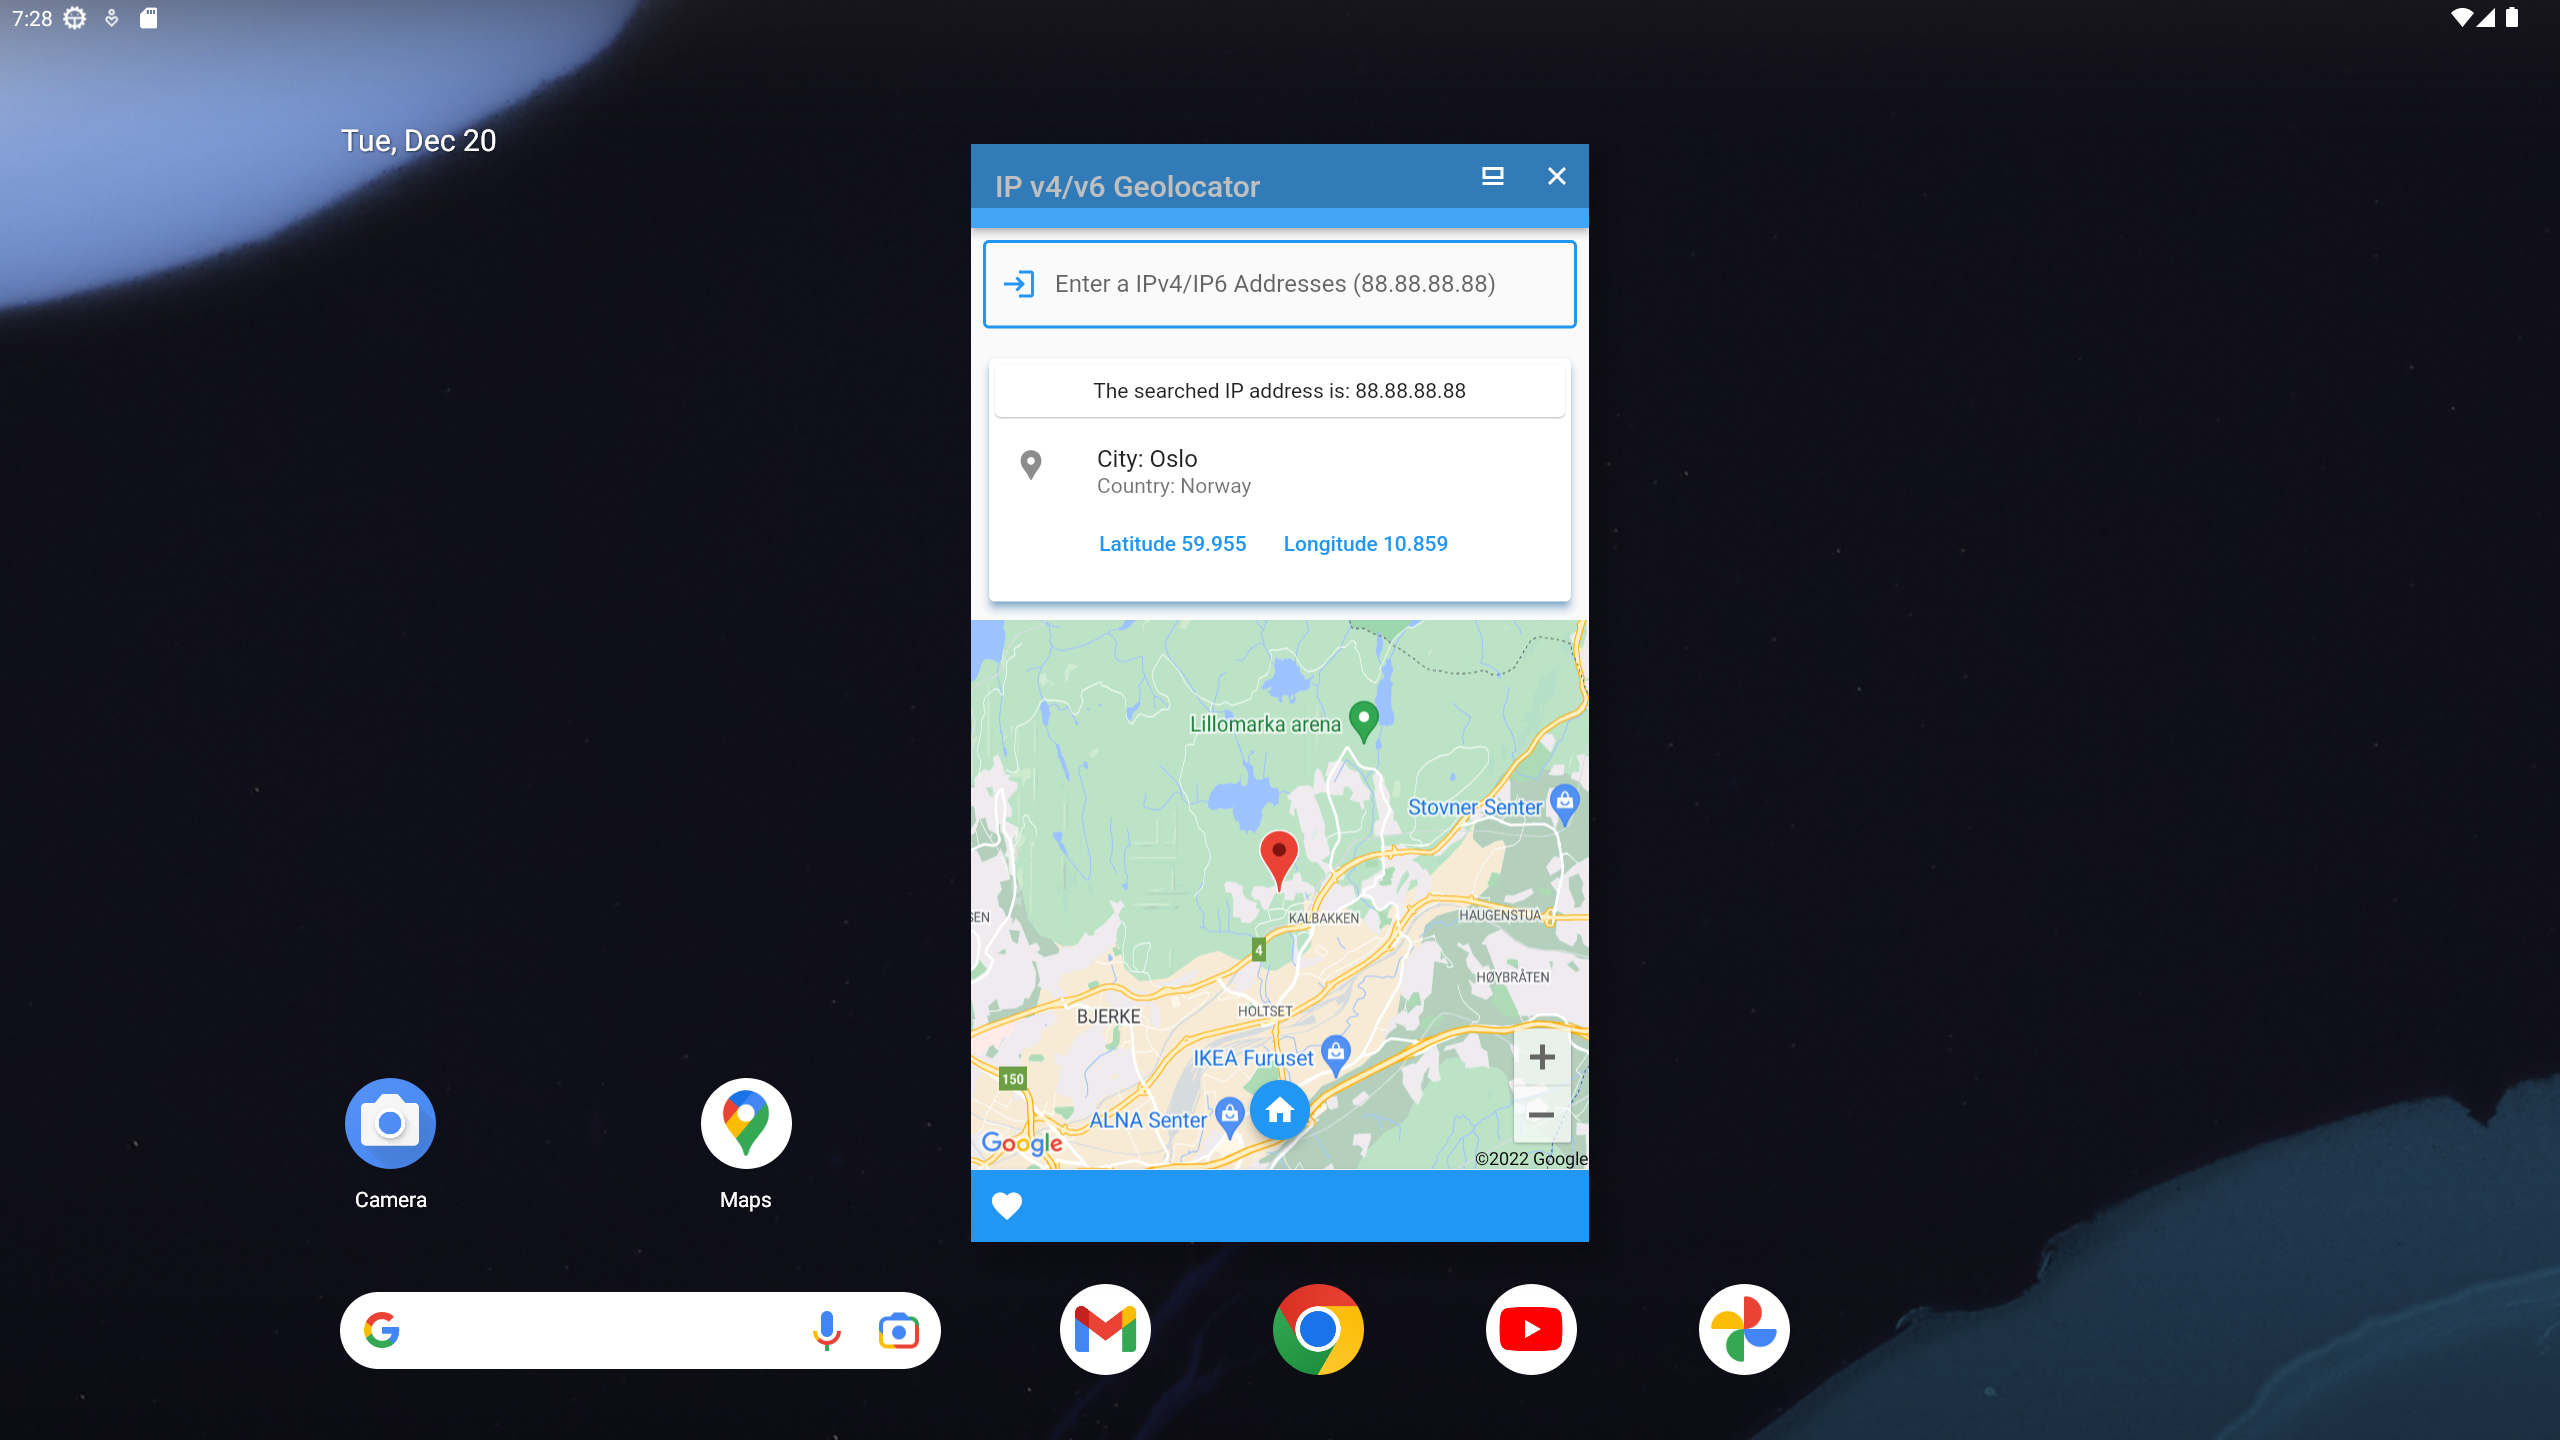 7:28
Tue, Dec 20
IP v4/v6 Geolocator
Enter a IPv4/IP6 Addresses (88.88.88.88)
The searched IP address is: 88.88.88.88
City: Oslo
Country: Norway
Latitude 59.955 Longitude 10.859
Lillomarka arena
Stovner Senter
SEN
KALBAKKEN
HAUGENSTUA
4
HØYBRÅTEN
HOLTSET
BJERKE
IKEA Furuset
150
ALNA Senter
Google
©2022 Google
Camera
Maps